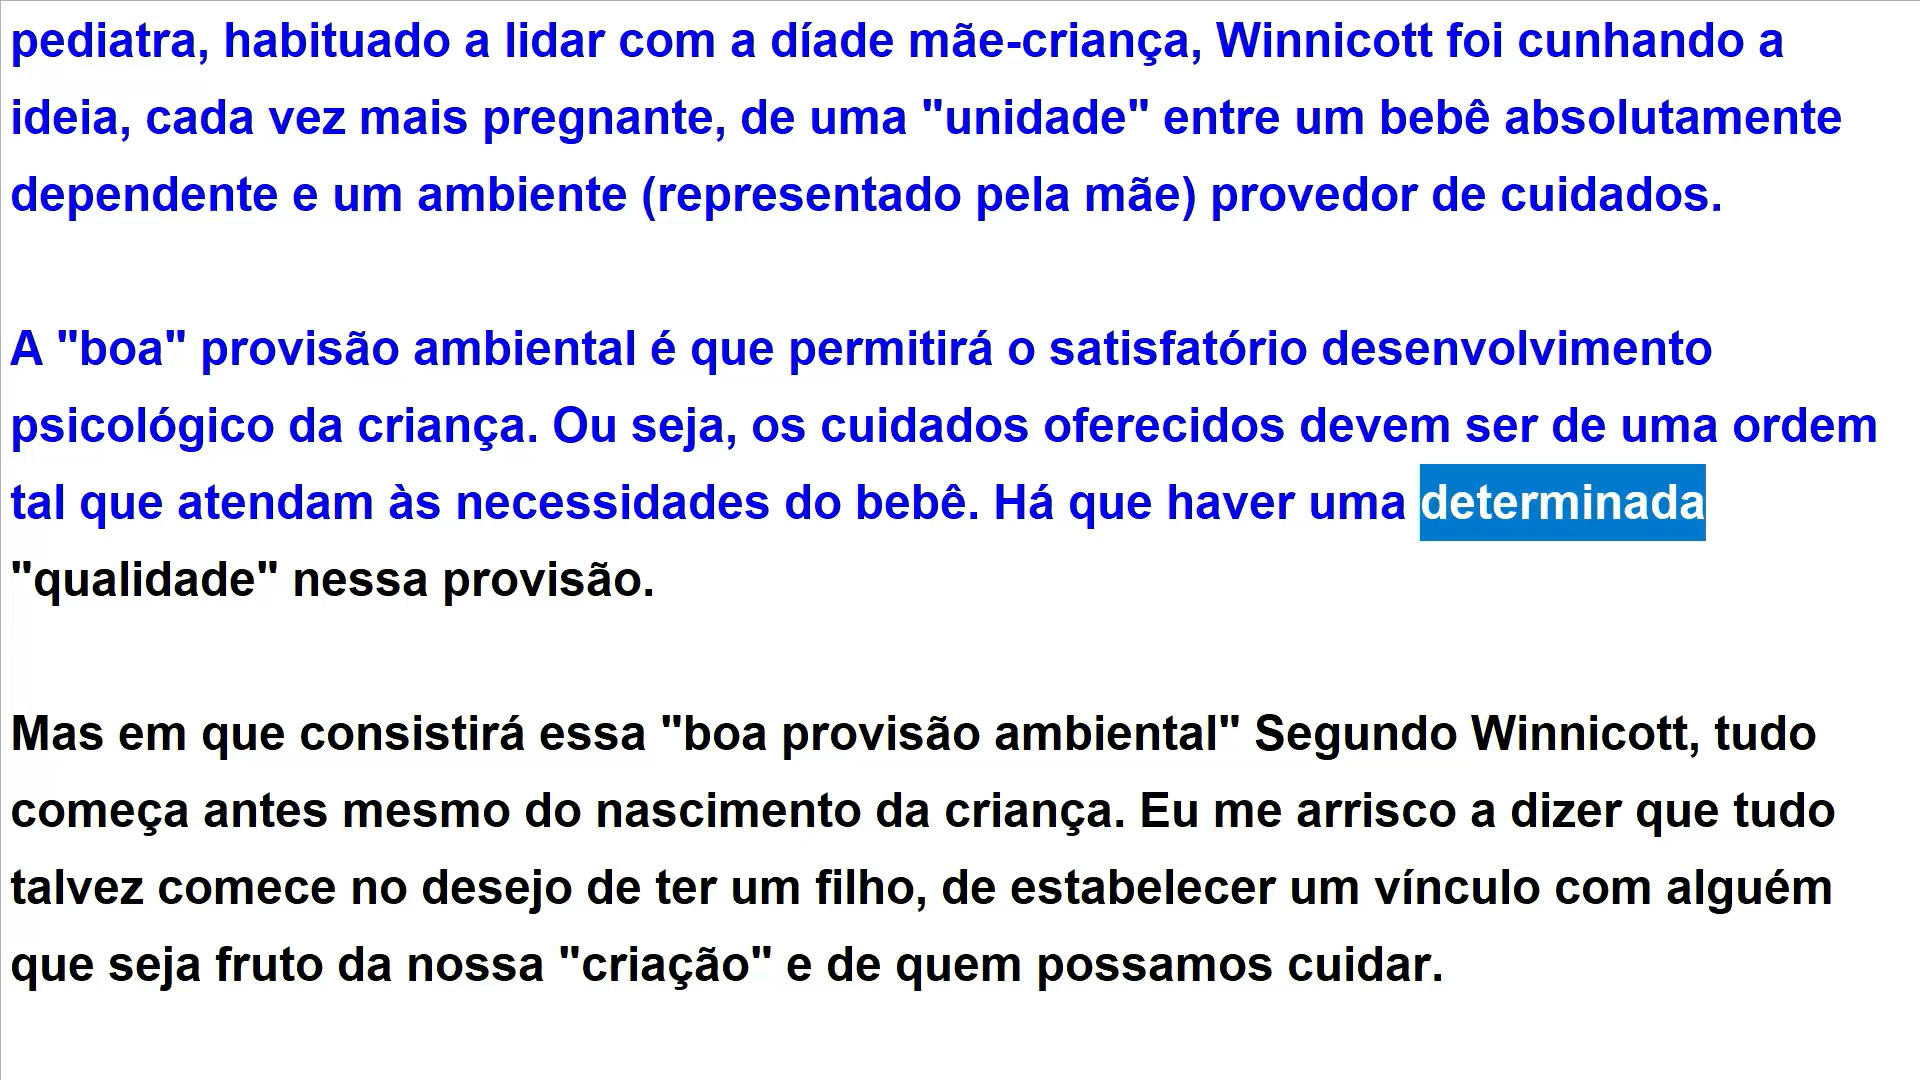 pediatra, habituado a lidar com a díade mãe-criança, Winnicott foi cunhando a
ideia, cada vez mais pregnante, de uma "unidade" entre um bebê absolutamente
dependente e um ambiente (representado pela mãe) provedor de cuidados.
A "boa" provisão ambiental é que permitirá o satisfatório desenvolvimento
psicológico da criança. Ou seja, os cuidados oferecidos devem ser de uma ordem
tal que atendam às necessidades do bebê. Há que haver uma determinada
"qualidade" nessa provisão.
Mas em que consistirá essa "boa provisão ambiental" Segundo Winnicott, tudo
começa antes mesmo do nascimento da criança. Eu me arrisco a dizer que tudo
talvez comece no desejo de ter um filho, de estabelecer um vínculo com alguém
que seja fruto da nossa "criação" e de quem possamos cuidar.